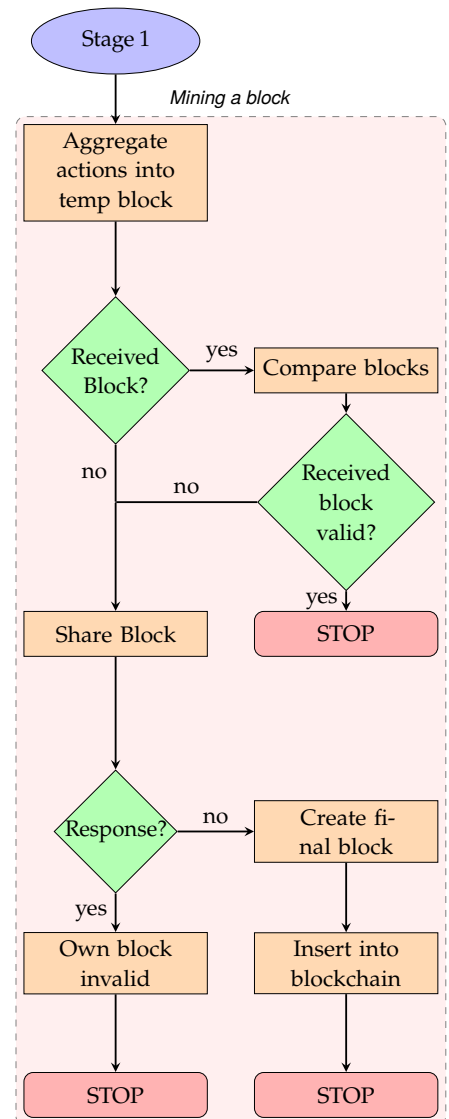 Stage 1
Mining a block
Aggregate
actions into
temp block
Received
Block?
yes
Compare blocks
no
no
Received
block
valid?
yes
Share Block
STOP
Response?
no
Create fi-
nal block
yes
Own block
invalid
Insert into
blockchain
STOP
STOP